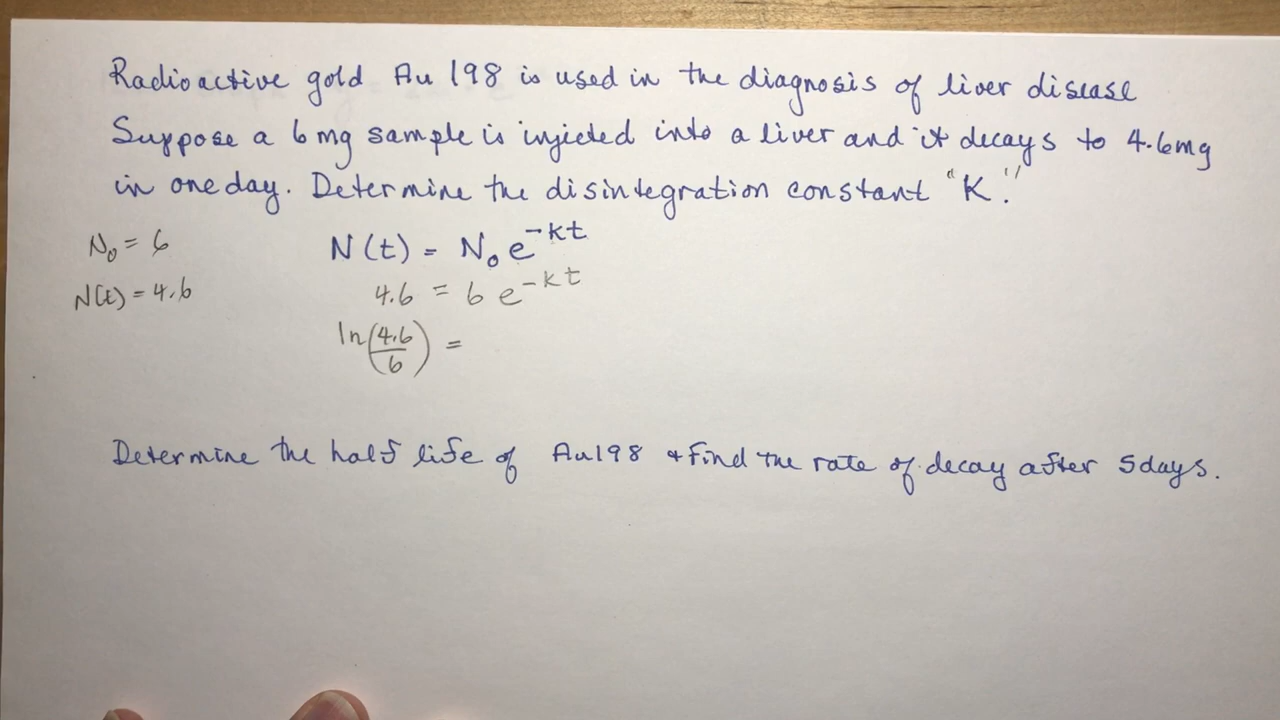 Radioactive gold Au 198 is used in the diagnosis of liver disease
Suppose a 6 mg sample is injected into a liver and it decays to 4.6mg
in one day. Determine the disintegration constant "K."
N₀ = 6
N(t) = N₀ e^-kt
N(t) = 4.6
4.6 = 6 e^-kt
ln(4.6/6) =
Determine the half life of Au198 & find the rate of decay after 5days.